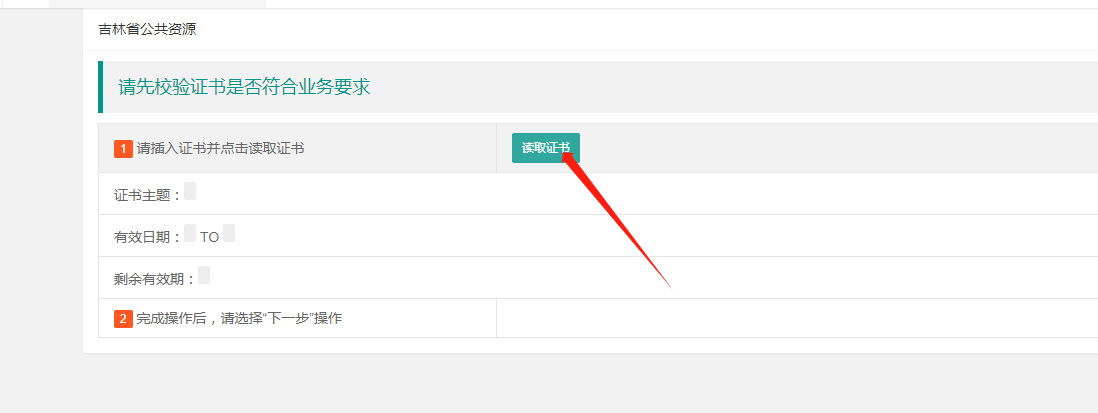 吉林省公共资源
请先校验证书是否符合业务要求
1 请插入证书并点击读取证书 读取证书
证书主题：
有效日期： TO
剩余有效期：
2 完成操作后，请选择“下一步”操作